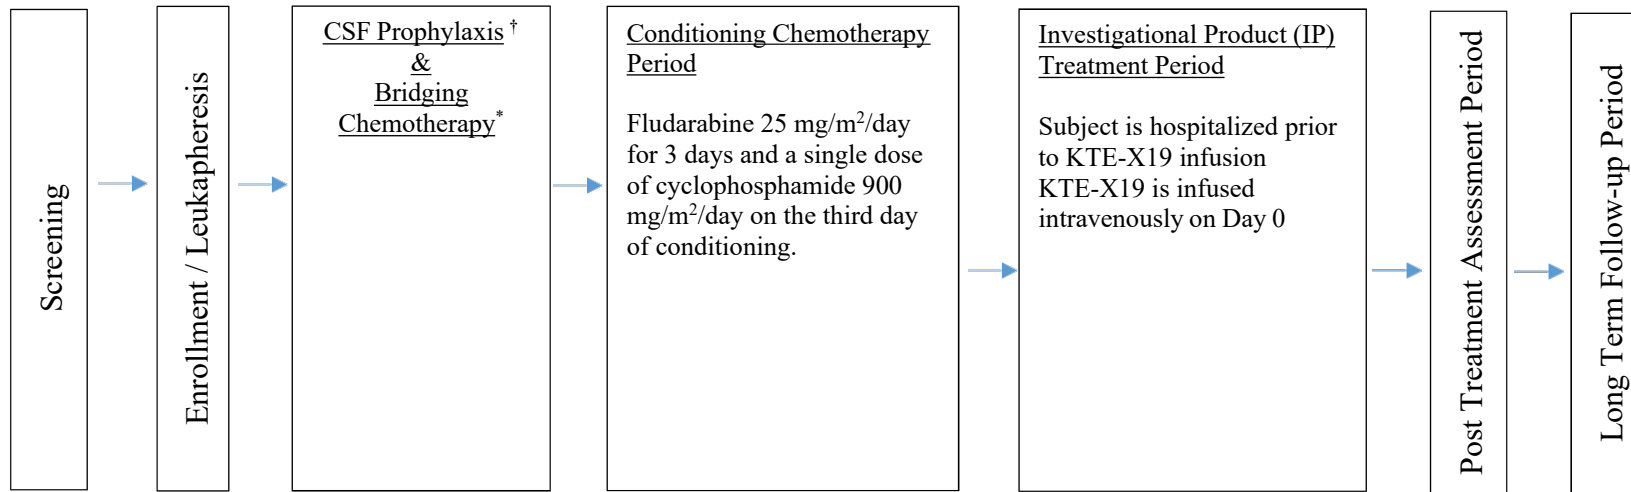 Screening
Enrollment / Leukapheresis
CSF Prophylaxis †
&
Bridging
Chemotherapy*
Conditioning Chemotherapy
Period
Fludarabine 25 mg/m²/day
for 3 days and a single dose
of cyclophosphamide 900
mg/m²/day on the third day
of conditioning.
Investigational Product (IP)
Treatment Period
Subject is hospitalized prior
to KTE-X19 infusion
KTE-X19 is infused
intravenously on Day 0
Post Treatment Assessment Period
Long Term Follow-up Period